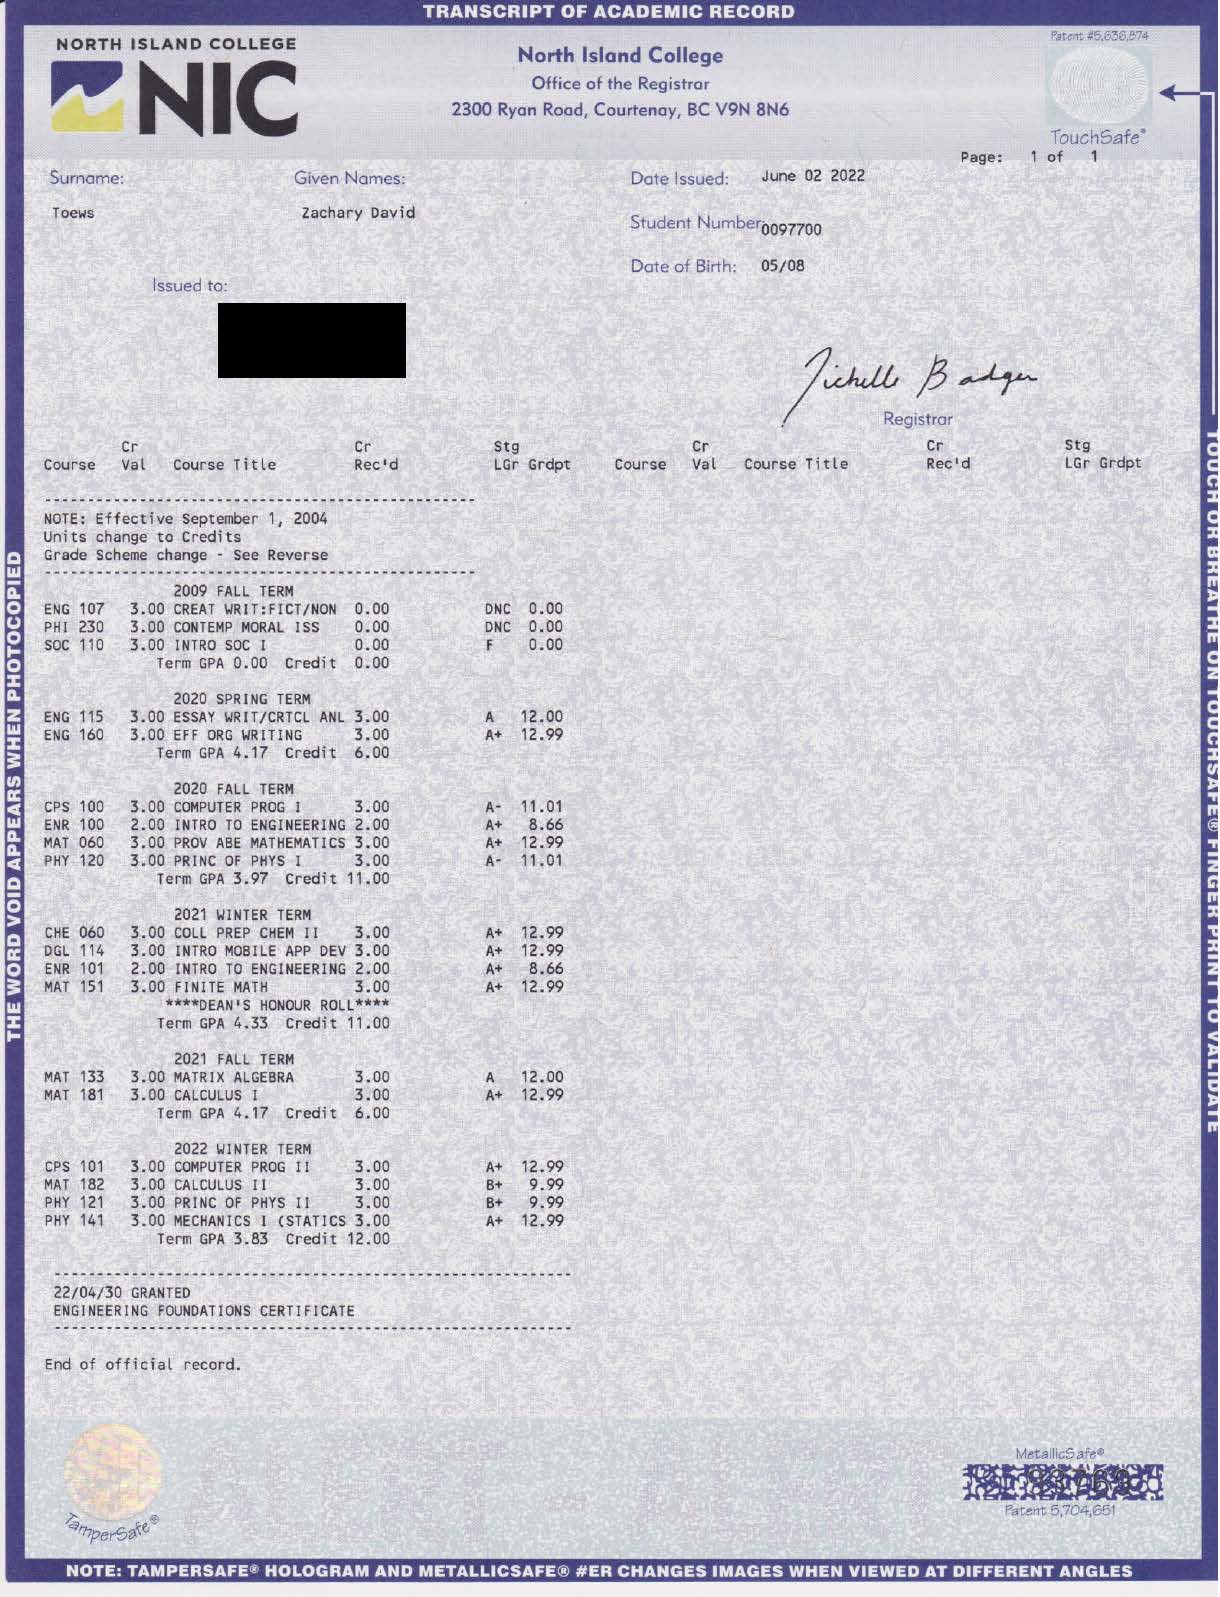 TRANSCRIPT OF ACADEMIC RECORD
NORTH ISLAND COLLEGE
NIC
North Island College
Office of the Registrar
2300 Ryan Road, Courtenay, BC V9N 8N6
Patent #5,636,874
TouchSafe®
Page: 1 of 1
Surname: Given Names: Date Issued: June 02 2022
Toews Zachary David
Student Number: 0097700
Date of Birth: 05/08
Issued to:
Registrar
Cr Cr Stg Cr Cr Stg
Course Val Course Title Rec'd LGr Grdpt Course Val Course Title Rec'd LGr Grdpt
NOTE: Effective September 1, 2004
Units change to Credits
Grade Scheme change - See Reverse
2009 FALL TERM
ENG 107 3.00 CREAT WRIT:FICT/NON 0.00 DNC 0.00
PHI 230 3.00 CONTEMP MORAL ISS 0.00 DNC 0.00
SOC 110 3.00 INTRO SOC I 0.00 F 0.00
Term GPA 0.00 Credit 0.00
2020 SPRING TERM
ENG 115 3.00 ESSAY WRIT/CRTCL ANL 3.00 A 12.00
ENG 160 3.00 EFF ORG WRITING 3.00 A+ 12.99
Term GPA 4.17 Credit 6.00
2020 FALL TERM
CPS 100 3.00 COMPUTER PROG I 3.00 A- 11.01
ENR 100 2.00 INTRO TO ENGINEERING 2.00 A+ 8.66
MAT 060 3.00 PROV ABE MATHEMATICS 3.00 A+ 12.99
PHY 120 3.00 PRINC OF PHYS I 3.00 A- 11.01
Term GPA 3.97 Credit 11.00
2021 WINTER TERM
CHE 060 3.00 COLL PREP CHEM II 3.00 A+ 12.99
DGL 114 3.00 INTRO MOBILE APP DEV 3.00 A+ 12.99
ENR 101 2.00 INTRO TO ENGINEERING 2.00 A+ 8.66
MAT 151 3.00 FINITE MATH 3.00 A+ 12.99
****DEAN'S HONOUR ROLL****
Term GPA 4.33 Credit 11.00
2021 FALL TERM
MAT 133 3.00 MATRIX ALGEBRA 3.00 A 12.00
MAT 181 3.00 CALCULUS I 3.00 A+ 12.99
Term GPA 4.17 Credit 6.00
2022 WINTER TERM
CPS 101 3.00 COMPUTER PROG II 3.00 A+ 12.99
MAT 182 3.00 CALCULUS II 3.00 B+ 9.99
PHY 121 3.00 PRINC OF PHYS II 3.00 B+ 9.99
PHY 141 3.00 MECHANICS I (STATICS 3.00 A+ 12.99
Term GPA 3.83 Credit 12.00
22/04/30 GRANTED
ENGINEERING FOUNDATIONS CERTIFICATE
End of official record.
TamperSafe®
MetallicSafe®
Patent 5,704,651
NOTE: TAMPERSAFE® HOLOGRAM AND METALLICSAFE® #ER CHANGES IMAGES WHEN VIEWED AT DIFFERENT ANGLES
THE WORD VOID APPEARS WHEN PHOTOCOPIED
TOUCH OR BREATHE ON TOUCHSAFE® FINGER PRINT TO VALIDATE